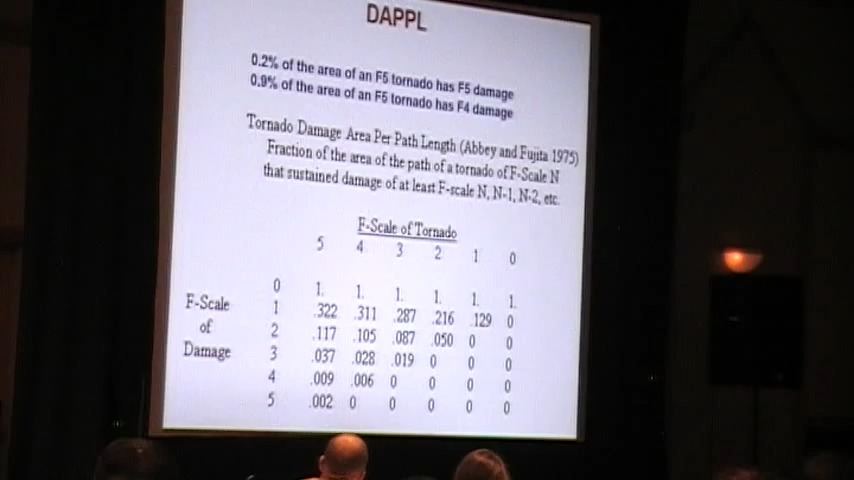 DAPPL
0.2% of the area of an F5 tornado has F5 damage
0.9% of the area of an F5 tornado has F4 damage
Tornado Damage Area Per Path Length (Abbey and Fujita 1975)
Fraction of the area of the path of a tornado of F-Scale N
that sustained damage of at least F-scale N, N-1, N-2, etc.
F-Scale of Tornado
5 4 3 2 1 0
0 1. 1. 1. 1. 1. 1.
F-Scale 1 .322 .311 .287 .216 .129 0
of 2 .117 .105 .087 .050 0 0
Damage 3 .037 .028 .019 0 0 0
4 .009 .006 0 0 0 0
5 .002 0 0 0 0 0